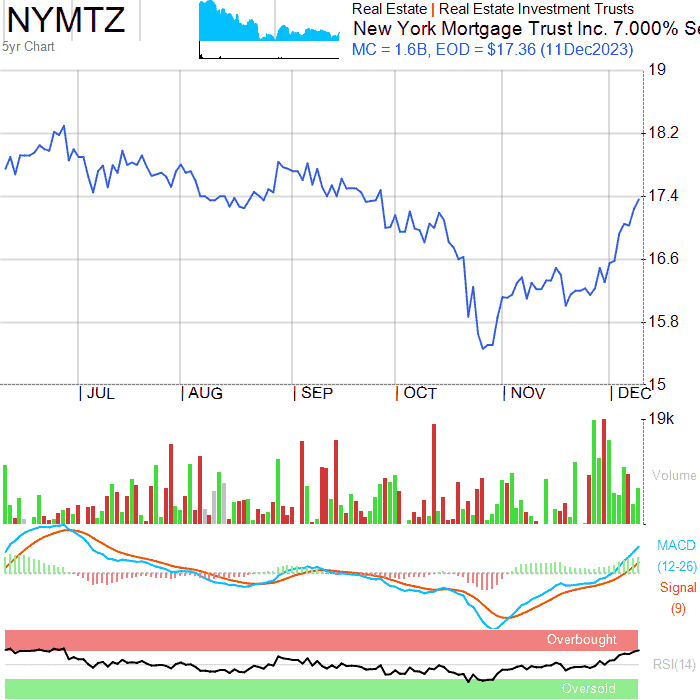 NYMTZ
5yr Chart
Real Estate | Real Estate Investment Trusts
New York Mortgage Trust Inc. 7.000% Se
MC = 1.6B, EOD = $17.36 (11Dec2023)
19
18.2
17.4
16.6
15.8
15
JUL AUG SEP OCT NOV DEC
19k
Volume
MACD
(12-26)
Signal
(9)
Overbought
RSI(14)
Oversold